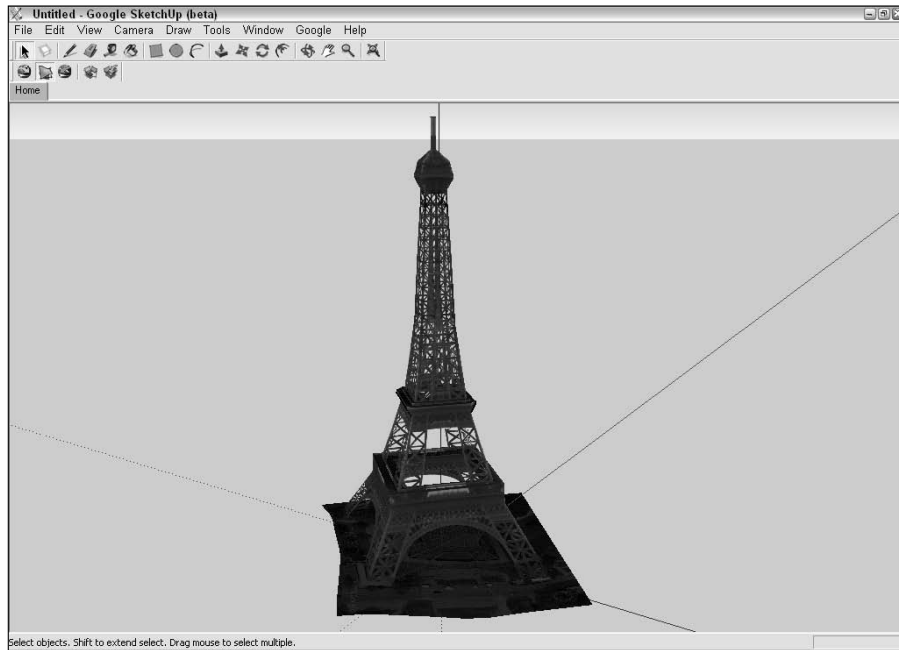 Untitled - Google SketchUp (beta)
File Edit View Camera Draw Tools Window Google Help
Home
Select objects. Shift to extend select. Drag mouse to select multiple.